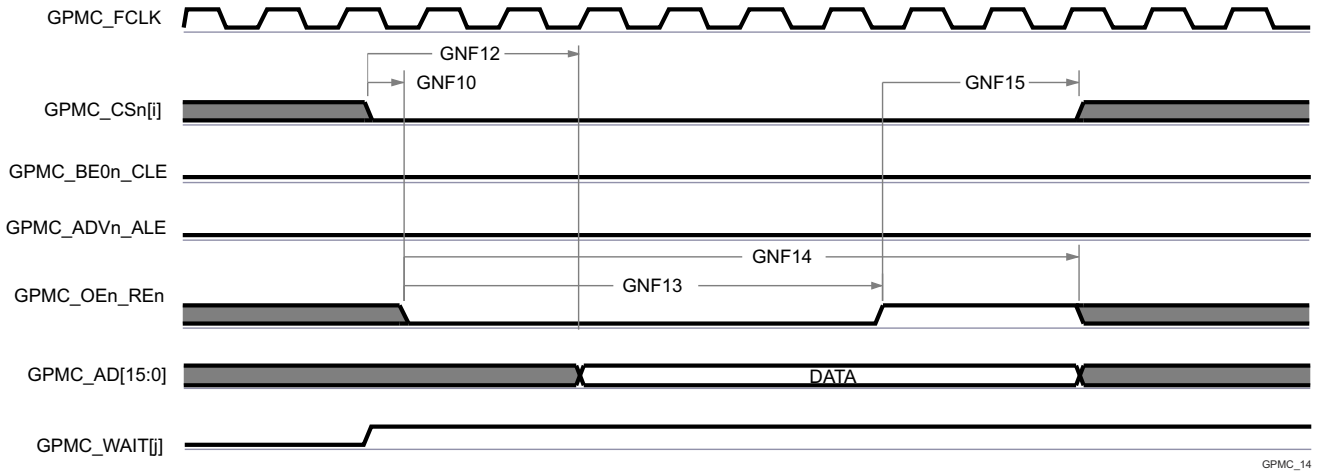 GPMC_FCLK
GNF12
GNF10
GNF15
GPMC_CSn[i]
GPMC_BE0n_CLE
GPMC_ADVn_ALE
GNF14
GNF13
GPMC_OEn_REn
GPMC_AD[15:0]
DATA
GPMC_WAIT[j]
GPMC_14